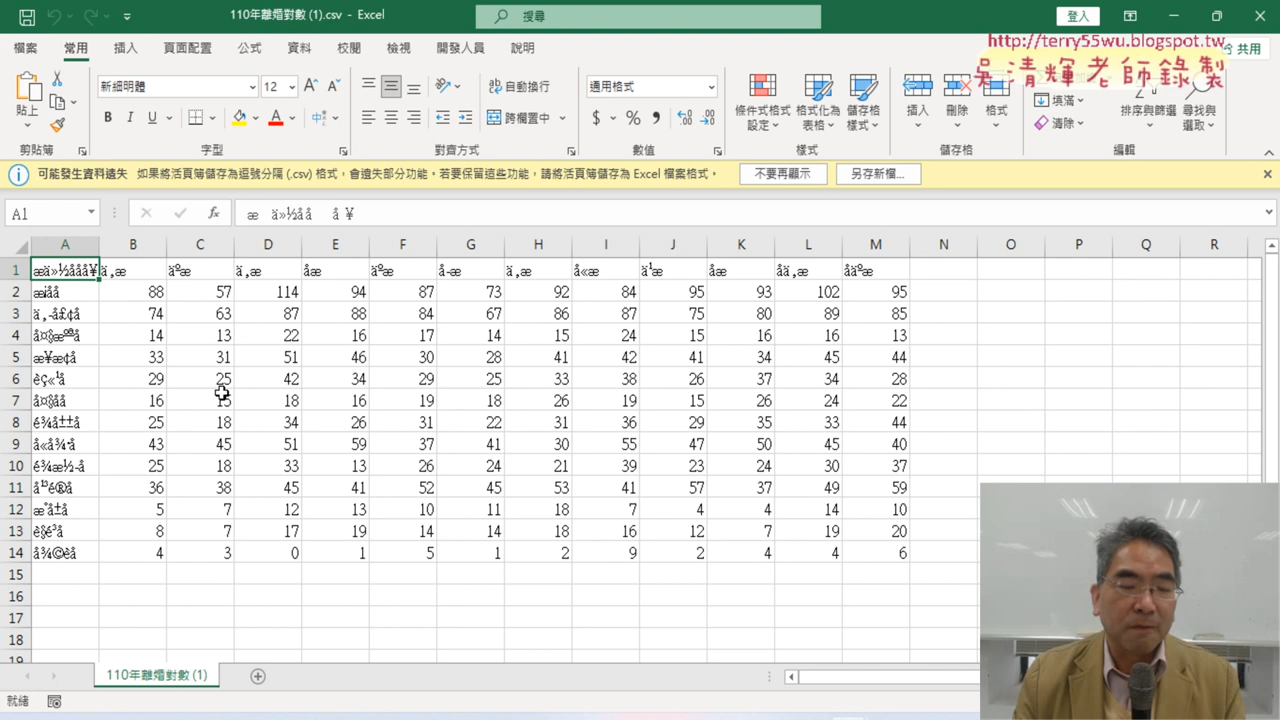 110年離婚對數 (1).csv - Excel
搜尋
登入
http://terry55wu.blogspot.tw
吳清輝老師錄製
檔案 常用 插入 頁面配置 公式 資料 校閱 檢視 開發人員 說明 共用
貼上 新細明體 12 自動換行 通用格式 條件式格式 格式化為 儲存格 插入 刪除 格式 填滿 排序與篩選 尋找與
B I U 跨欄置中 $ % 設定 表格 樣式 清除 選取
剪貼簿 字型 對齊方式 數值 樣式 儲存格 編輯
可能發生資料遺失 如果將活頁簿儲存為逗號分隔 (.csv) 格式，會遺失部分功能。若要保留這些功能，請將活頁簿儲存為 Excel 檔案格式。 不要再顯示 另存新檔...
A1 fx
A B C D E F G H I J K L M N O P Q R
1
2 88 57 114 94 87 73 92 84 95 93 102 95
3 74 63 87 88 84 67 86 87 75 80 89 85
4 14 13 22 16 17 14 15 24 15 16 16 13
5 33 31 51 46 30 28 41 42 41 34 45 44
6 29 25 42 34 29 25 33 38 26 37 34 28
7 16 15 18 16 19 18 26 19 15 26 24 22
8 25 18 34 26 31 22 31 36 29 35 33 44
9 43 45 51 59 37 41 30 55 47 50 45 40
10 25 18 33 13 26 24 21 39 23 24 30 37
11 36 38 45 41 52 45 53 41 57 37 49 59
12 5 7 12 13 10 11 18 7 4 4 14 10
13 8 7 17 19 14 14 18 16 12 7 19 20
14 4 3 0 1 5 1 2 9 2 4 4 6
15
16
17
18
19
110年離婚對數 (1)
就緒